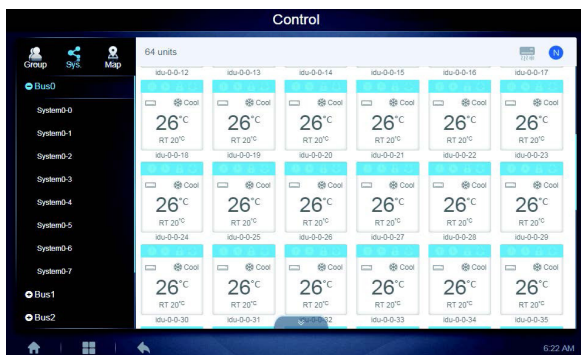 Control
Group Sys. Map
64 units
N
idu-0-0-12 idu-0-0-13 idu-0-0-14 idu-0-0-15 idu-0-0-16 idu-0-0-17
Bus0
System0-0
System0-1
System0-2
System0-3
System0-4
System0-5
System0-6
System0-7
Bus1
Bus2
Cool Cool Cool Cool Cool Cool
26°C 26°C 26°C 26°C 26°C 26°C
RT 20°C RT 20°C RT 20°C RT 20°C RT 20°C RT 20°C
idu-0-0-18 idu-0-0-19 idu-0-0-20 idu-0-0-21 idu-0-0-22 idu-0-0-23
Cool Cool Cool Cool Cool Cool
26°C 26°C 26°C 26°C 26°C 26°C
RT 20°C RT 20°C RT 20°C RT 20°C RT 20°C RT 20°C
idu-0-0-24 idu-0-0-25 idu-0-0-26 idu-0-0-27 idu-0-0-28 idu-0-0-29
Cool Cool Cool Cool Cool Cool
26°C 26°C 26°C 26°C 26°C 26°C
RT 20°C RT 20°C RT 20°C RT 20°C RT 20°C RT 20°C
idu-0-0-30 idu-0-0-31 idu-0-0-32 idu-0-0-33 idu-0-0-34 idu-0-0-35
6:22 AM